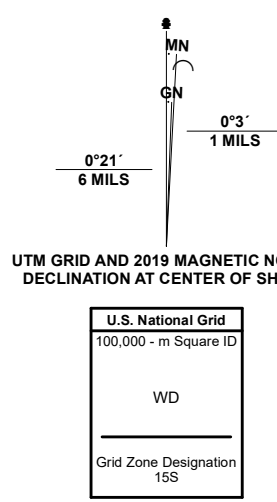 MN
GN
0°3´
1 MILS
0°21´
6 MILS
UTM GRID AND 2019 MAGNETIC N
DECLINATION AT CENTER OF SH
U.S. National Grid
100,000 - m Square ID
WD
Grid Zone Designation
15S